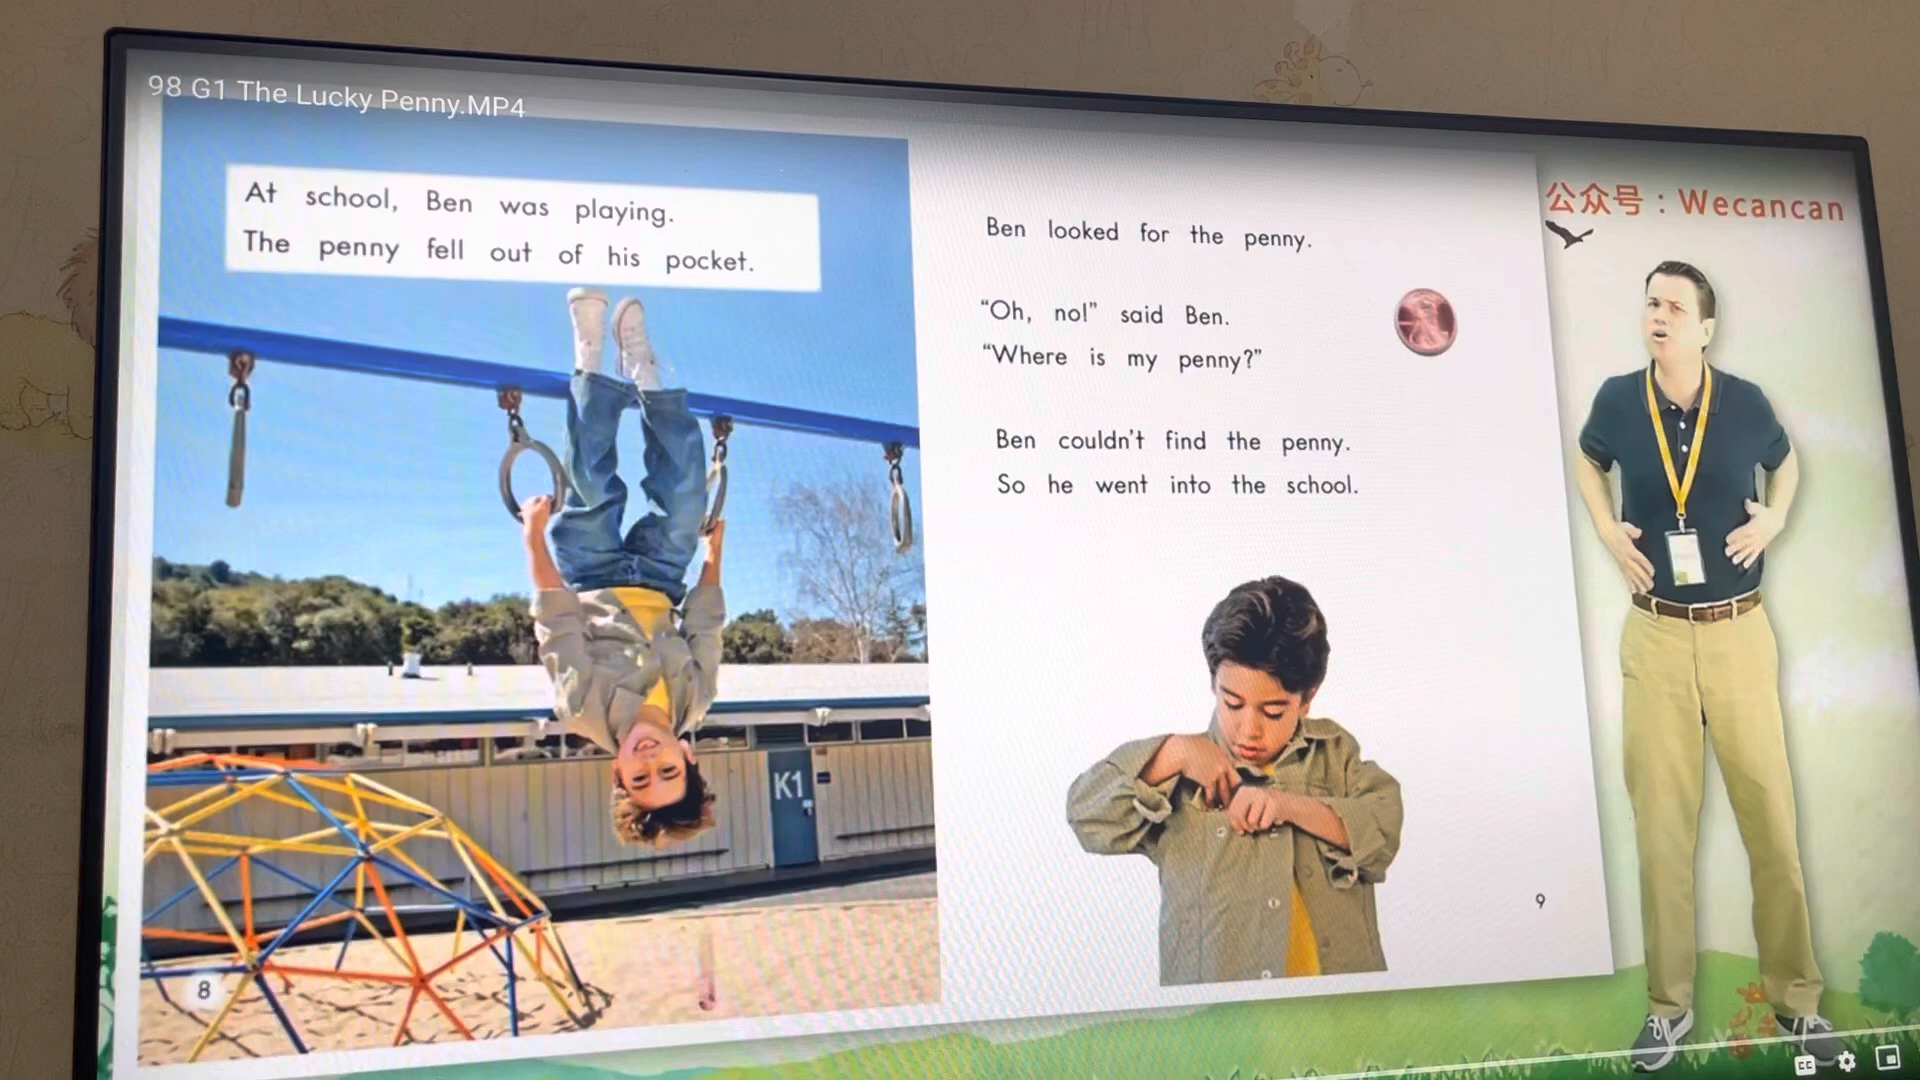 98 G1 The Lucky Penny.MP4
At school, Ben was playing.
The penny fell out of his pocket.
K1
8
Ben looked for the penny.
“Oh, no!” said Ben.
“Where is my penny?”
Ben couldn't find the penny.
So he went into the school.
9
公众号：Wecancan
CC